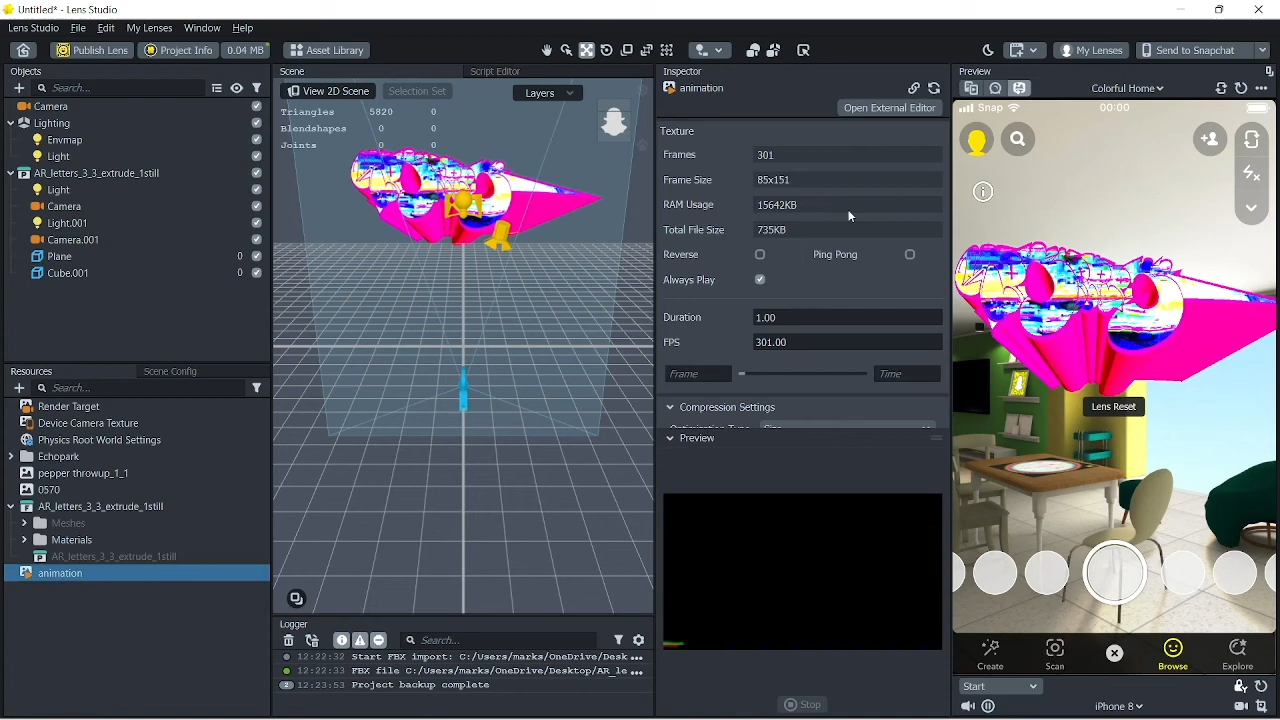 Untitled* - Lens Studio
Lens Studio File Edit My Lenses Window Help
Publish Lens Project Info 0.04 MB Asset Library My Lenses Send to Snapchat
Objects
Search...
Camera
Lighting
Envmap
Light
AR_letters_3_3_extrude_1still
Light
Camera
Light.001
Camera.001
Plane 0
Cube.001 0
Resources Scene Config
Search...
Render Target
Device Camera Texture
Physics Root World Settings
Echopark
pepper throwup_1_1
0570
AR_letters_3_3_extrude_1still
Meshes
Materials
AR_letters_3_3_extrude_1still
animation
Scene Script Editor
View 2D Scene Selection Set Layers
Triangles 5820 0
Blendshapes 0 0
Joints 0 0
Logger
Search...
12:22:32 Start FBX import: C:/Users/marks/OneDrive/Desk ...
12:22:33 FBX file C:/Users/marks/OneDrive/Desktop/AR_le ...
2 12:23:53 Project backup complete
Inspector
animation
Open External Editor
Texture
Frames 301
Frame Size 85x151
RAM Usage 15642KB
Total File Size 735KB
Reverse Ping Pong
Always Play
Duration 1.00
FPS 301.00
Frame Time
Compression Settings
Preview
Stop
Preview Colorful Home
Snap 00:00
Lens Reset
Create Scan Browse Explore
Start
iPhone 8